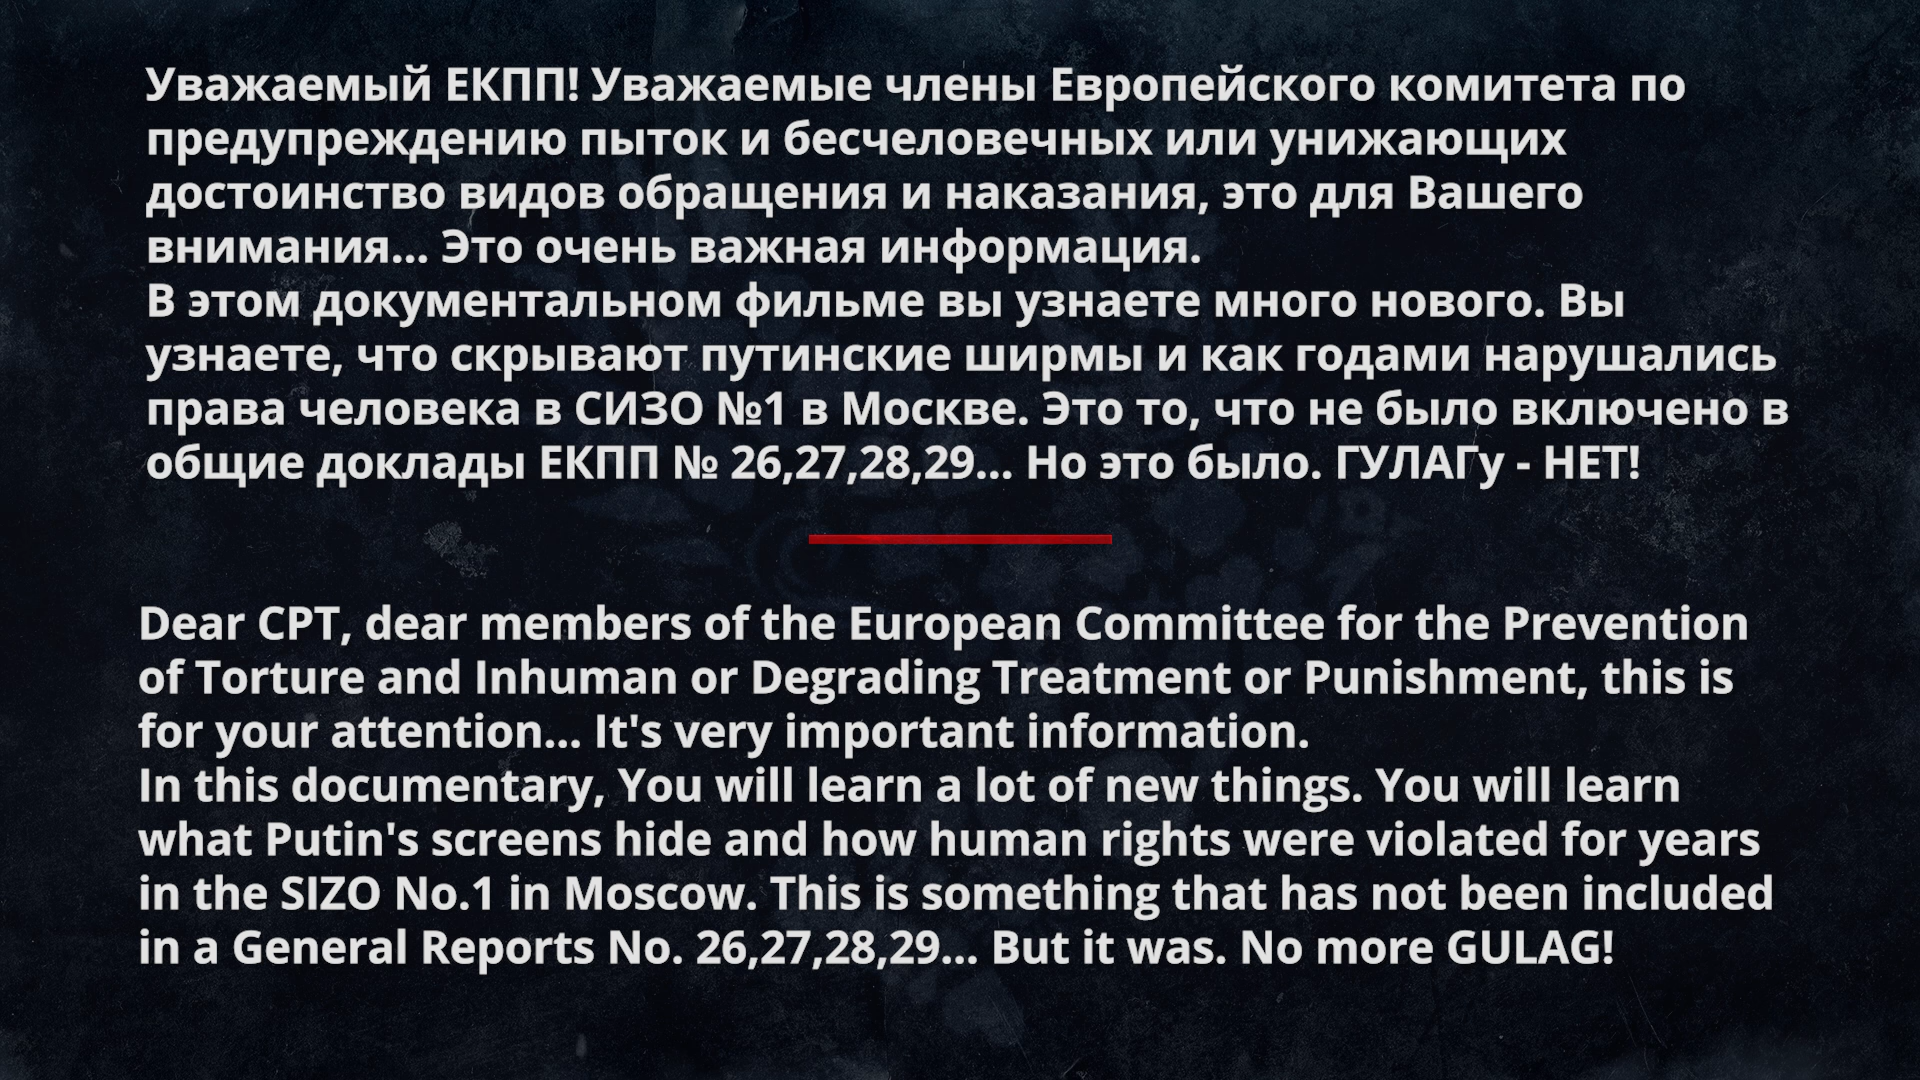 Уважаемый ЕКПП! Уважаемые члены Европейского комитета по
предупреждению пыток и бесчеловечных или унижающих
достоинство видов обращения и наказания, это для Вашего
внимания... Это очень важная информация.
В этом документальном фильме вы узнаете много нового. Вы
узнаете, что скрывают путинские ширмы и как годами нарушались
права человека в СИЗО №1 в Москве. Это то, что не было включено в
общие доклады ЕКПП № 26,27,28,29... Но это было. ГУЛАГу - НЕТ!
Dear CPT, dear members of the European Committee for the Prevention
of Torture and Inhuman or Degrading Treatment or Punishment, this is
for your attention... It's very important information.
In this documentary, You will learn a lot of new things. You will learn
what Putin's screens hide and how human rights were violated for years
in the SIZO No.1 in Moscow. This is something that has not been included
in a General Reports No. 26,27,28,29... But it was. No more GULAG!